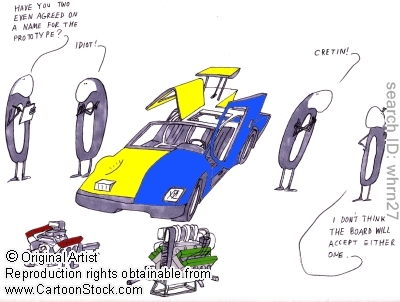 HAVE YOU TWO
EVEN AGREED ON
A NAME FOR THE
PROTOTYPE?
IDIOT!
CRETIN!
I DON'T THINK
THE BOARD WILL
ACCEPT EITHER
ONE.
search ID: whrn27
© Original Artist
Reproduction rights obtainable from
www.CartoonStock.com